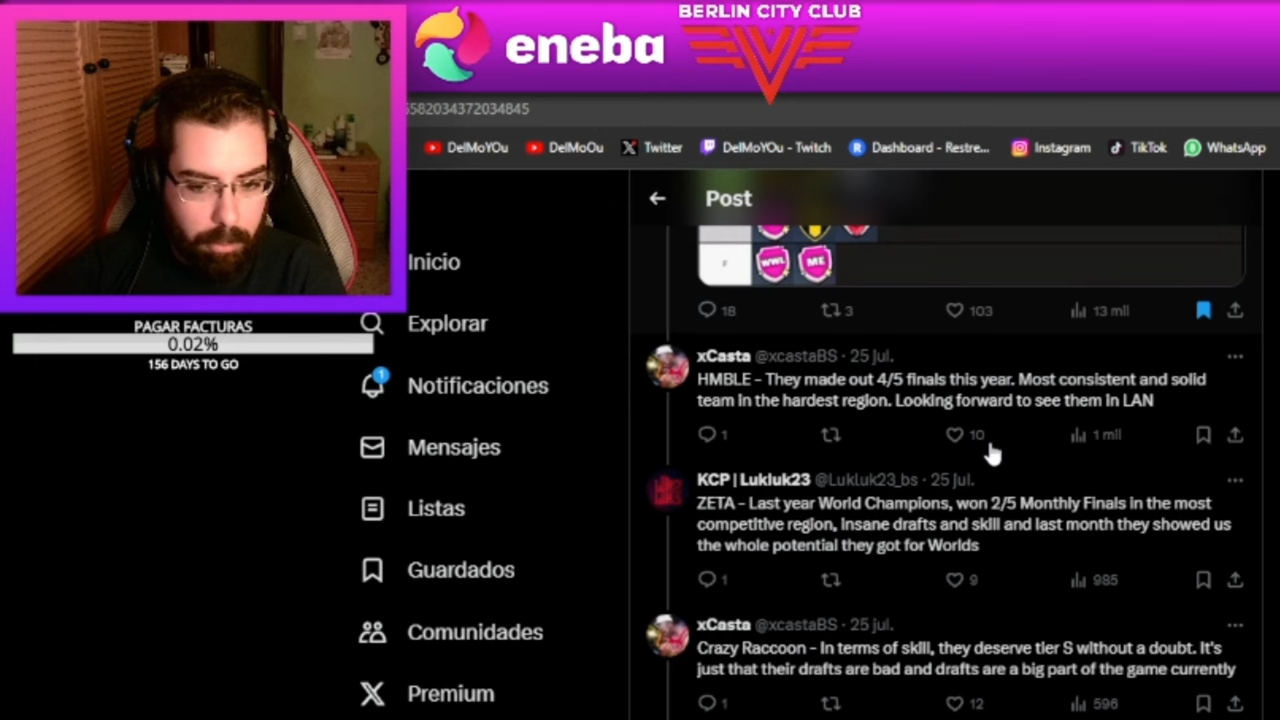 BERLIN CITY CLUB
eneba
5582034372034845
DelMoYOu
DelMoOu
Twitter
DelMoYOu - Twitch
Dashboard - Restre...
Instagram
TikTok
WhatsApp
Post
PAGAR FACTURAS
0.02%
156 DAYS TO GO
Inicio
Explorar
1
Notificaciones
Mensajes
Listas
Guardados
Comunidades
Premium
F
WWL
ME
18
3
103
13 mil
xCasta @xcastaBS · 25 jul.
HMBLE - They made out 4/5 finals this year. Most consistent and solid
team in the hardest region. Looking forward to see them in LAN
1
10
1 mil
KCP | Lukluk23 @Lukluk23_bs · 25 jul.
ZETA - Last year World Champions, won 2/5 Monthly Finals in the most
competitive region, insane drafts and skill and last month they showed us
the whole potential they got for Worlds
1
9
985
xCasta @xcastaBS · 25 jul.
Crazy Raccoon - In terms of skill, they deserve tier S without a doubt. It's
just that their drafts are bad and drafts are a big part of the game currently
1
12
596